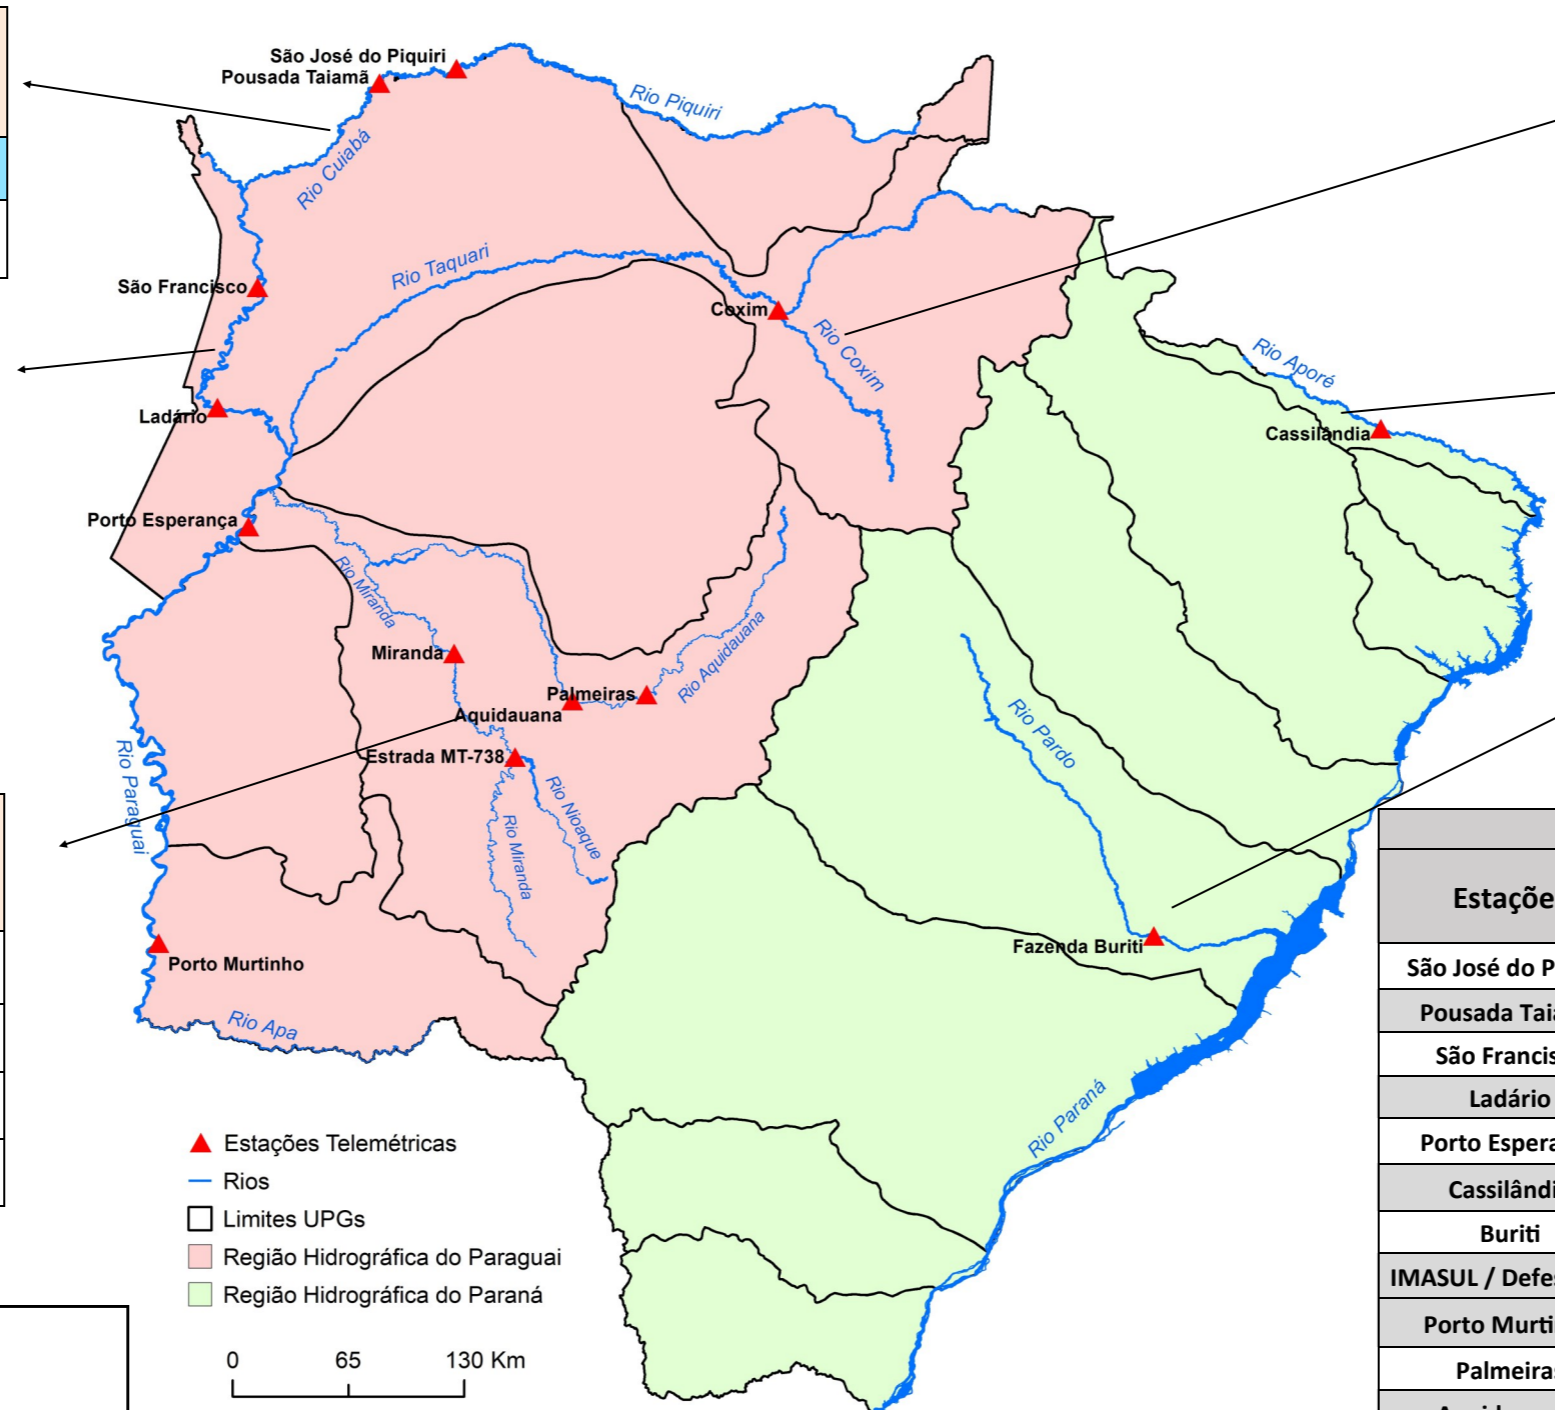 São José do Piquiri
Pousada Taiamã
Rio Piquiri
Rio Cuiabá
Rio Taquari
São Francisco
Coxim
Rio Coxim
Rio Aporé
Ladário
Cassilândia
Porto Esperança
Rio Miranda
Rio Aquidauana
Miranda
Palmeiras
Aquidauana
Rio Pardo
Estrada MT-738
Rio Paraguai
Rio Nioaque
Rio Miranda
Fazenda Buriti
Porto Murtinho
Rio Apa
Rio Paraná
Estações Telemétricas
Rios
Limites UPGs
Região Hidrográfica do Paraguai
Região Hidrográfica do Paraná
0 65 130 Km
Estaçõe
São José do P
Pousada Taia
São Francis
Ladário
Porto Espera
Cassilândi
Buriti
IMASUL / Defe
Porto Murti
Palmeiras